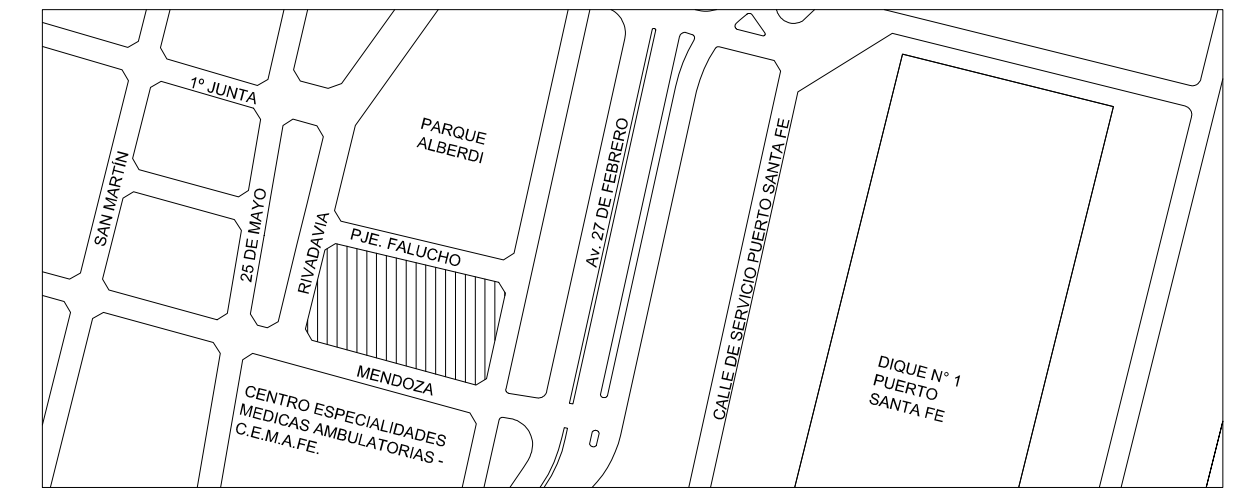 1º JUNTA
PARQUE
ALBERDI
SAN MARTÍN
25 DE MAYO
RIVADAVIA
PJE. FALUCHO
Av. 27 DE FEBRERO
CALLE DE SERVICIO PUERTO SANTA FE
MENDOZA
CENTRO ESPECIALIDADES
MEDICAS AMBULATORIAS -
C.E.M.A.FE.
DIQUE N° 1
PUERTO
SANTA FE